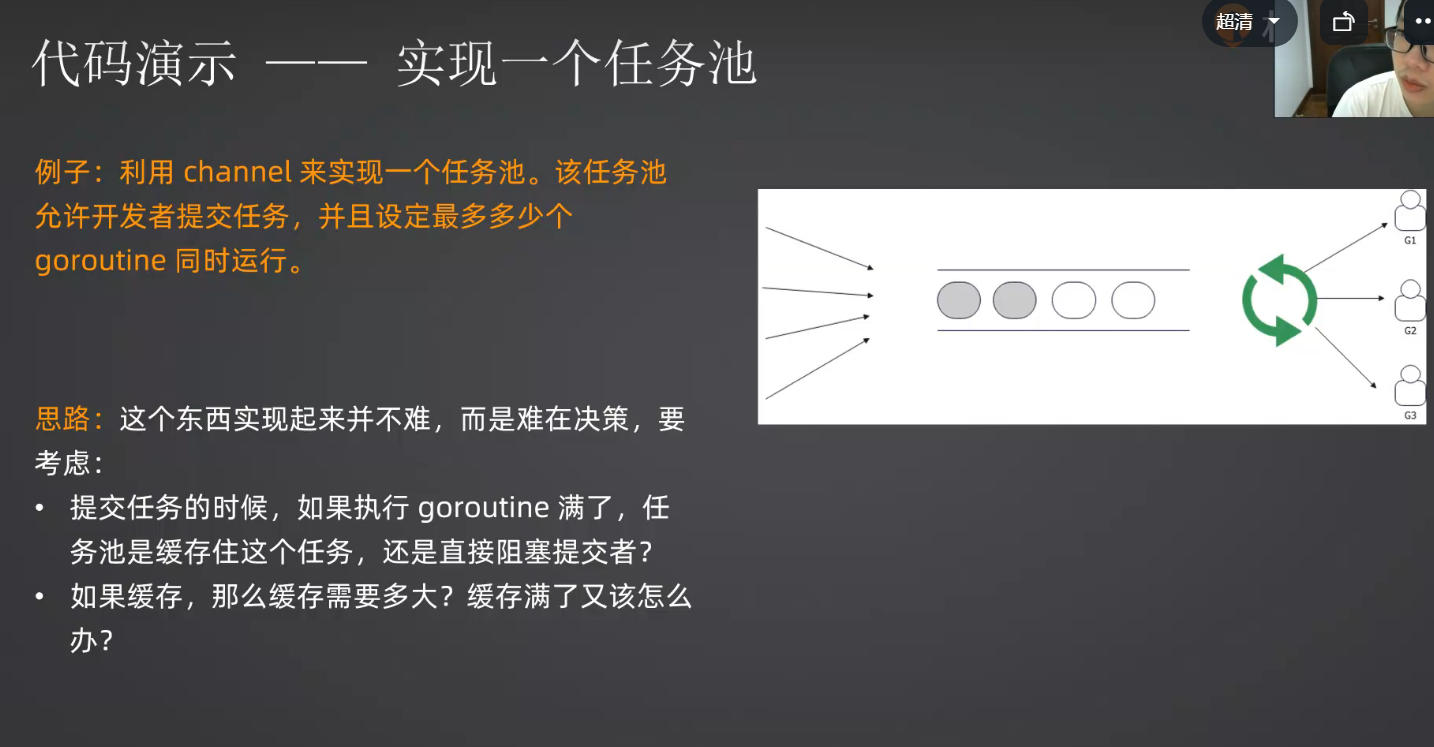 超清
代码演示 —— 实现一个任务池
例子：利用 channel 来实现一个任务池。该任务池
允许开发者提交任务，并且设定最多多少个
goroutine 同时运行。
G1
G2
G3
思路：这个东西实现起来并不难，而是难在决策，要
考虑：
• 提交任务的时候，如果执行 goroutine 满了，任
务池是缓存住这个任务，还是直接阻塞提交者？
• 如果缓存，那么缓存需要多大？缓存满了又该怎么
办？